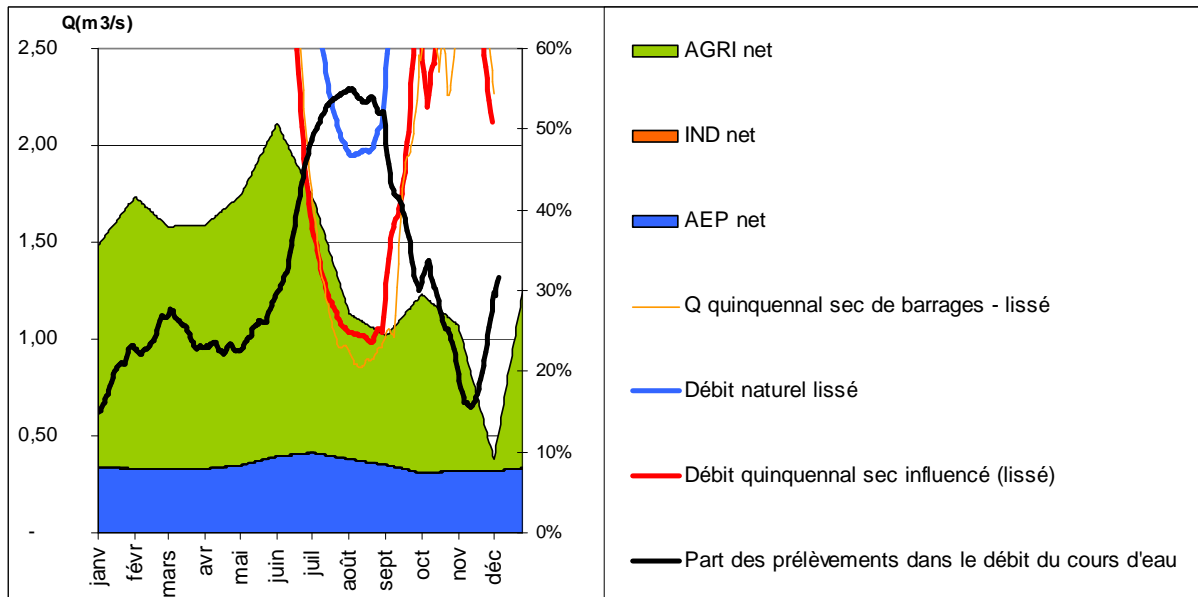 Q(m3/s)
2,50
2,00
1,50
1,00
0,50
-
60%
50%
40%
30%
20%
10%
0%
janv
févr
mars
avr
mai
juin
juil
août
sept
oct
nov
déc
AGRI net
IND net
AEP net
Q quinquennal sec de barrages - lissé
Débit naturel lissé
Débit quinquennal sec influencé (lissé)
Part des prélèvements dans le débit du cours d'eau